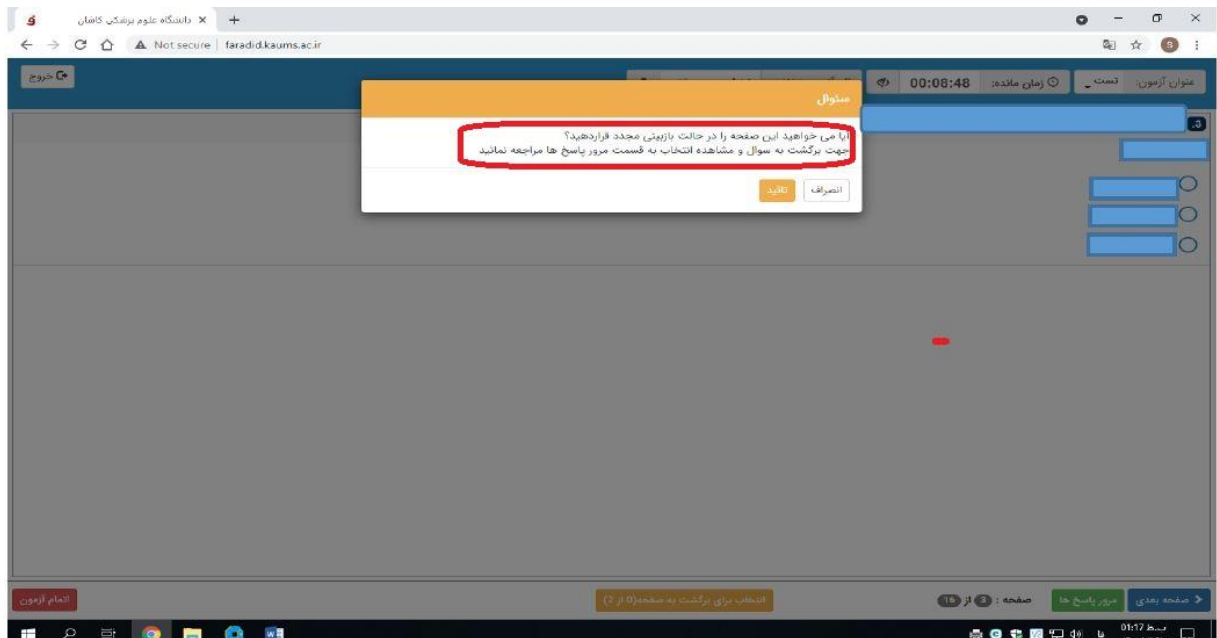 دانشگاه علوم پزشکی کاشان
Not secure
faradid.kaums.ac.ir
S
عنوان آزمون: تست
زمان مانده: 00:08:48
خروج
سئوال
آیا می خواهید این صفحه را در حالت بازبینی مجدد قراردهید؟
جهت برگشت به سوال و مشاهده انتخاب به قسمت مرور پاسخ ها مراجعه نمائید
انصراف
تائید
3.
صفحه بعدی
مرور پاسخ ها
صفحه : 3 از 16
انتخاب برای برگشت به صفحه(0 از 2)
اتمام آزمون
01:17 ب.ظ